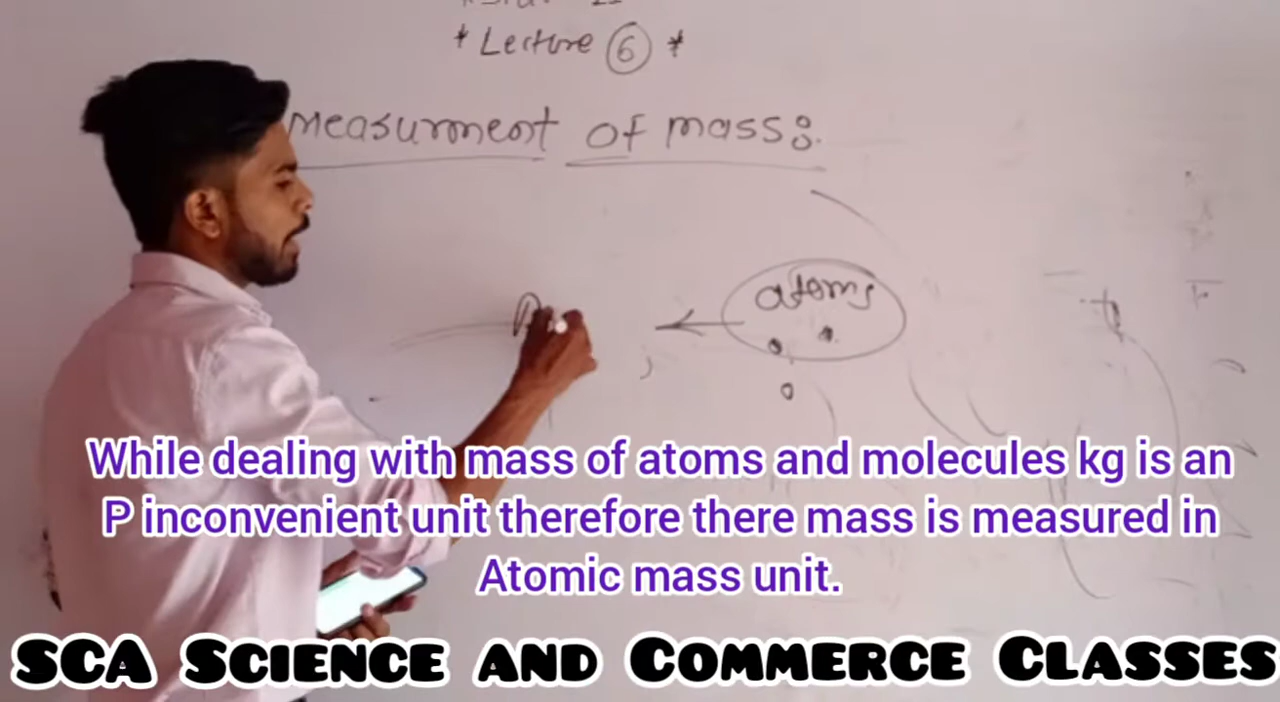 * Lecture 6 *
measurment of mass:
atoms
While dealing with mass of atoms and molecules kg is an
P inconvenient unit therefore there mass is measured in
Atomic mass unit.
SCA SCIENCE AND COMMERCE CLASSES